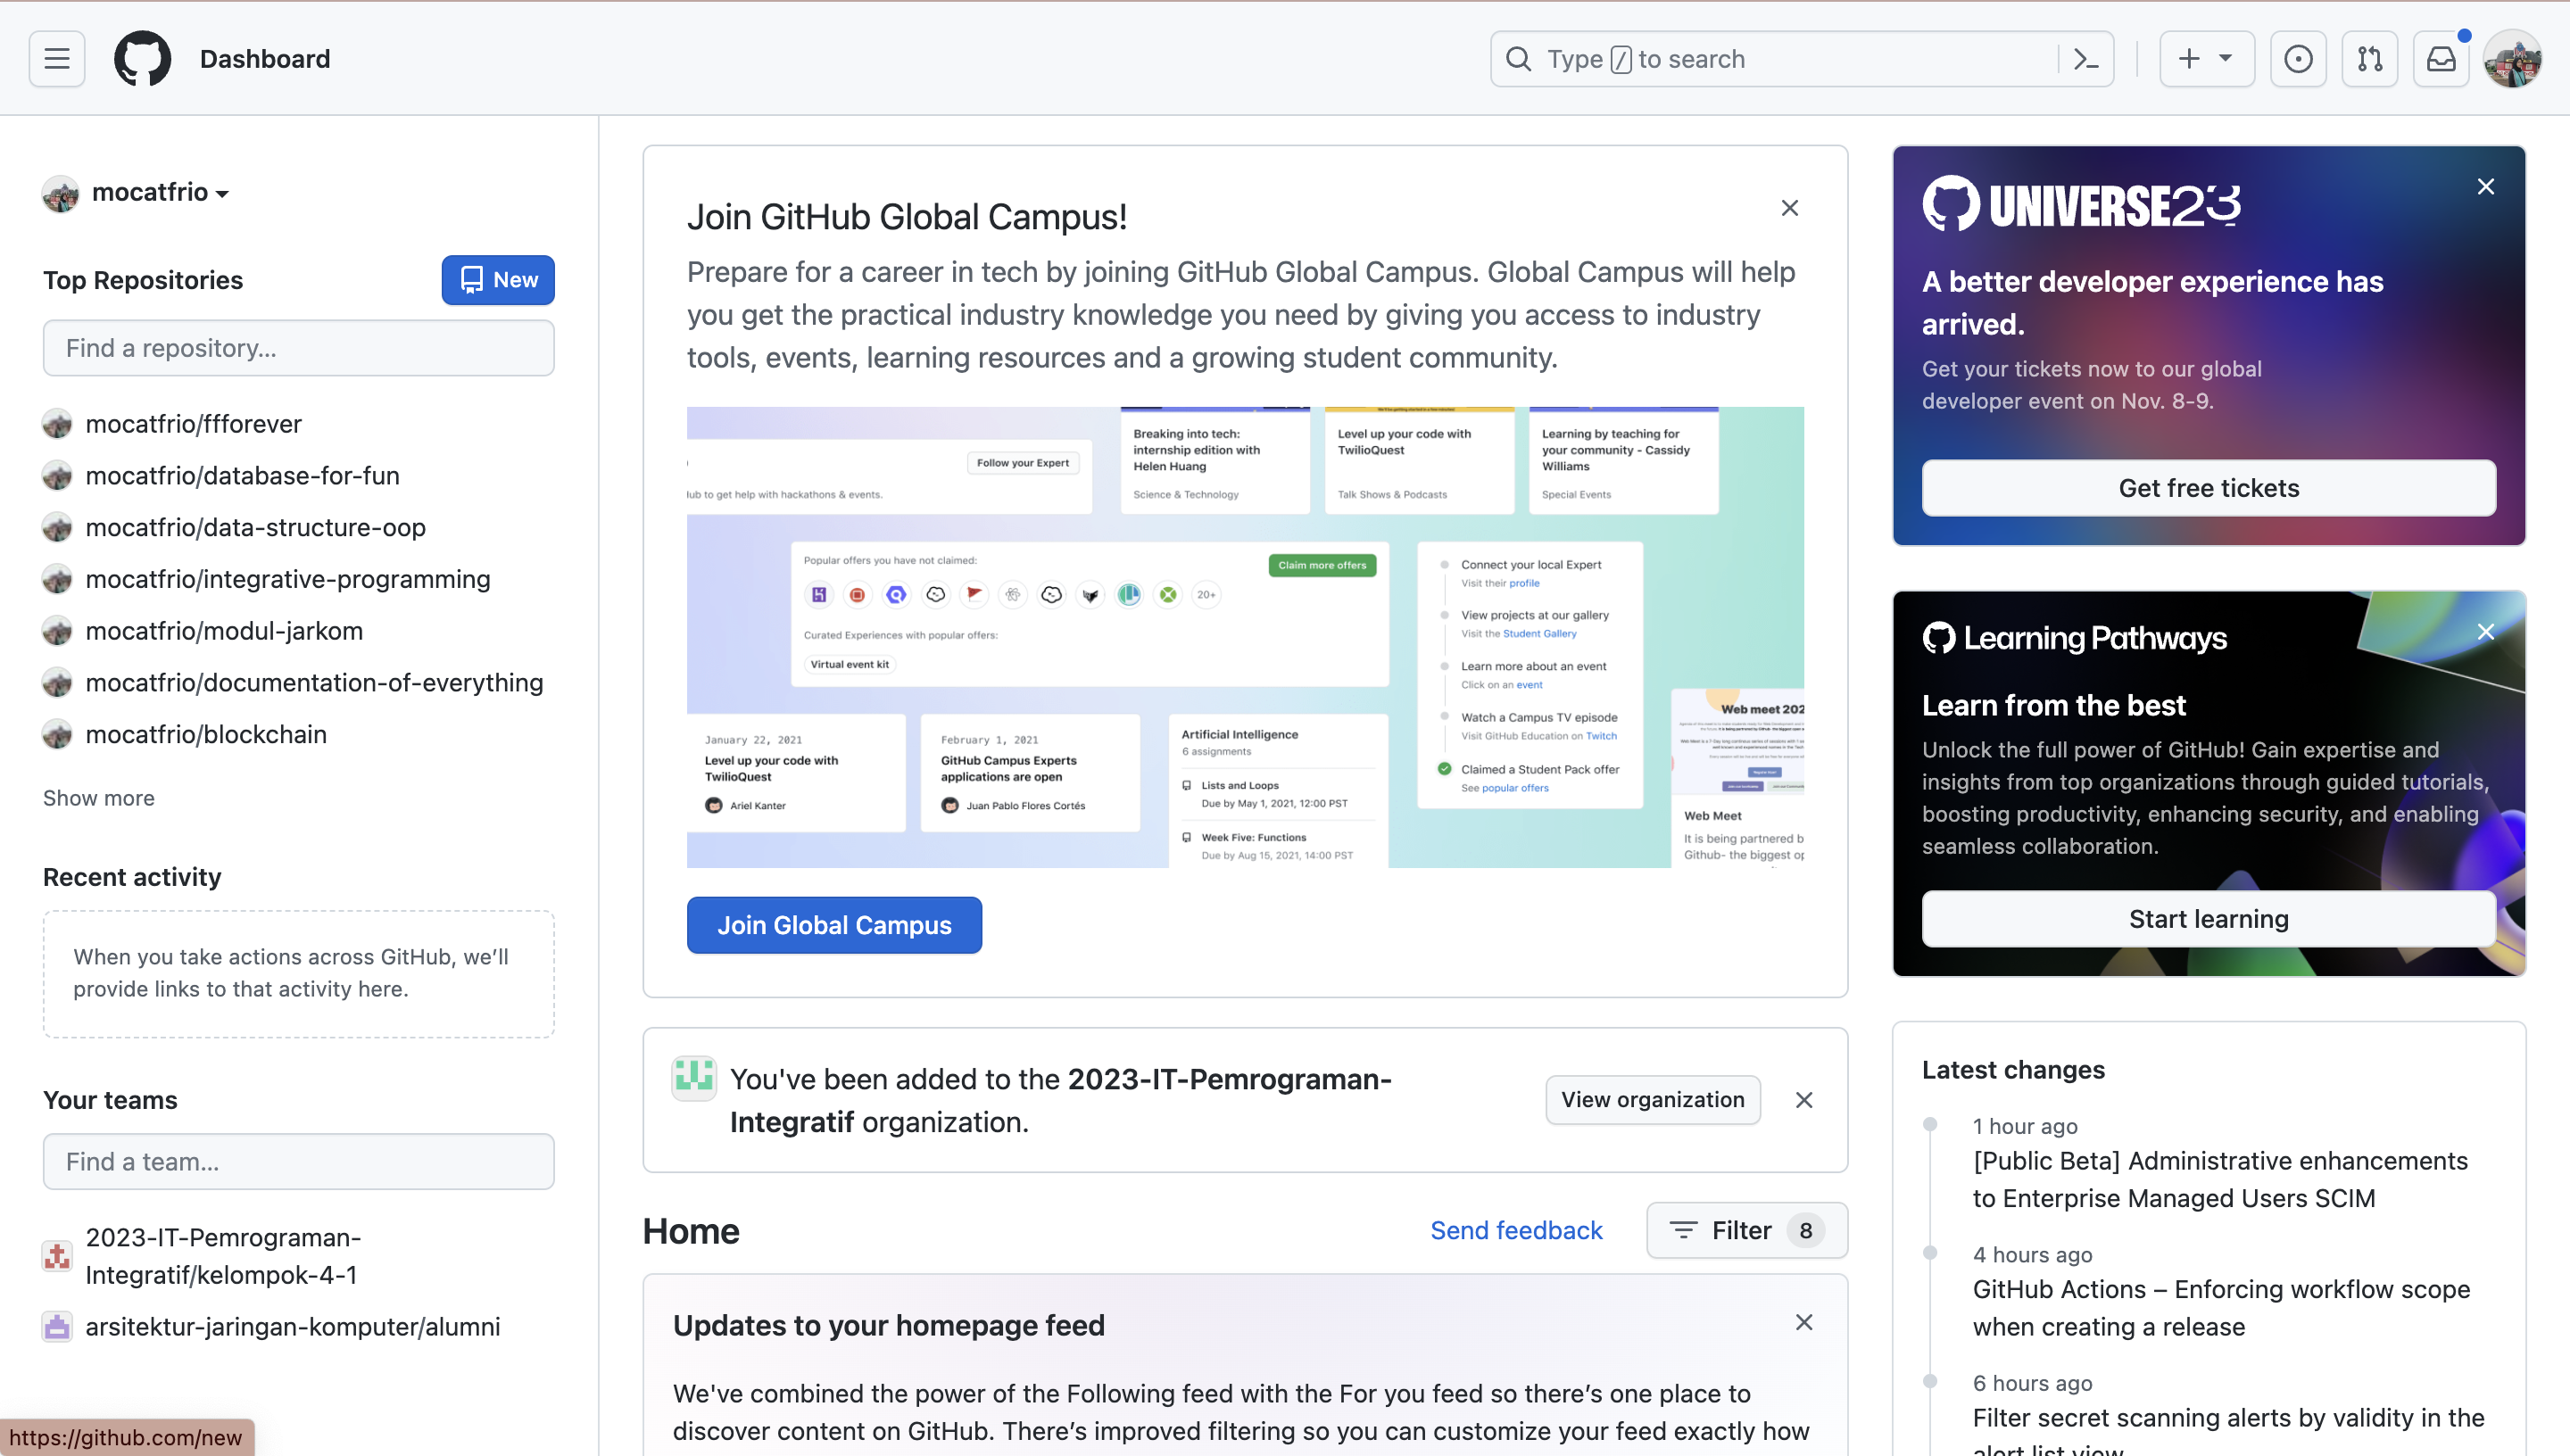 Dashboard
Type / to search
mocatfrio
Top Repositories
New
Find a repository...
mocatfrio/ffforever
mocatfrio/database-for-fun
mocatfrio/data-structure-oop
mocatfrio/integrative-programming
mocatfrio/modul-jarkom
mocatfrio/documentation-of-everything
mocatfrio/blockchain
Show more
Recent activity
When you take actions across GitHub, we’ll
provide links to that activity here.
Your teams
Find a team...
2023-IT-Pemrograman-
Integratif/kelompok-4-1
arsitektur-jaringan-komputer/alumni
https://github.com/new
Join GitHub Global Campus!
Prepare for a career in tech by joining GitHub Global Campus. Global Campus will help
you get the practical industry knowledge you need by giving you access to industry
tools, events, learning resources and a growing student community.
Follow your Expert
lub to get help with hackathons & events.
Breaking into tech:
internship edition with
Helen Huang
Science & Technology
Level up your code with
TwilioQuest
Talk Shows & Podcasts
Learning by teaching for
your community - Cassidy
Williams
Special Events
Popular offers you have not claimed:
Claim more offers
20+
Curated Experiences with popular offers:
Virtual event kit
Connect your local Expert
Visit their profile
View projects at our gallery
Visit the Student Gallery
Learn more about an event
Click on an event
Watch a Campus TV episode
Visit GitHub Education on Twitch
Claimed a Student Pack offer
See popular offers
January 22, 2021
Level up your code with
TwilioQuest
Ariel Kanter
February 1, 2021
GitHub Campus Experts
applications are open
Juan Pablo Flores Cortés
Artificial Intelligence
6 assignments
Lists and Loops
Due by May 1, 2021, 12:00 PST
Week Five: Functions
Due by Aug 15, 2021, 14:00 PST
Web meet 202
Web Meet
It is being partnered b
Github- the biggest op
Join Global Campus
You've been added to the 2023-IT-Pemrograman-
Integratif organization.
View organization
Home
Send feedback
Filter 8
Updates to your homepage feed
We've combined the power of the Following feed with the For you feed so there’s one place to
discover content on GitHub. There’s improved filtering so you can customize your feed exactly how
UNIVERSE23
A better developer experience has
arrived.
Get your tickets now to our global
developer event on Nov. 8-9.
Get free tickets
Learning Pathways
Learn from the best
Unlock the full power of GitHub! Gain expertise and
insights from top organizations through guided tutorials,
boosting productivity, enhancing security, and enabling
seamless collaboration.
Start learning
Latest changes
1 hour ago
[Public Beta] Administrative enhancements
to Enterprise Managed Users SCIM
4 hours ago
GitHub Actions – Enforcing workflow scope
when creating a release
6 hours ago
Filter secret scanning alerts by validity in the
alert list view